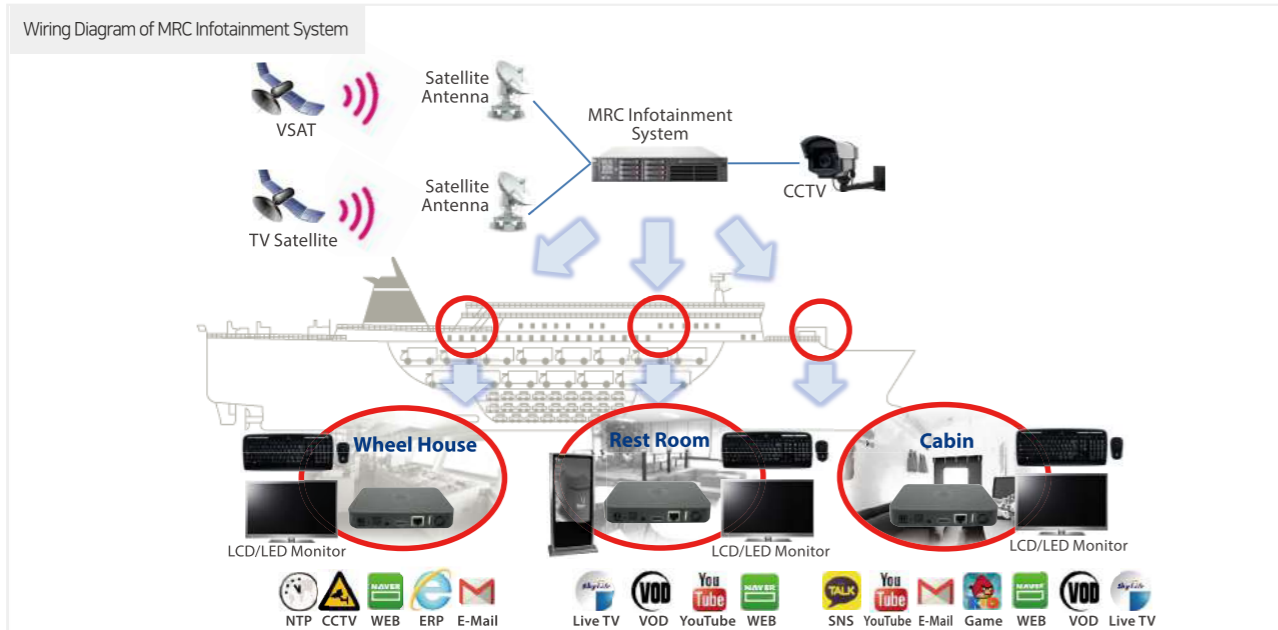 Wiring Diagram of MRC Infotainment System
VSAT
Satellite
Antenna
MRC Infotainment
System
CCTV
TV Satellite
Satellite
Antenna
Wheel House
LCD/LED Monitor
Rest Room
LCD/LED Monitor
Cabin
LCD/LED Monitor
NAVER
NTP CCTV WEB ERP E-Mail
SkyLife
VOD
You
Tube
NAVER
Live TV VOD YouTube WEB
TALK
You
Tube
NAVER
VOD
SkyLife
SNS YouTube E-Mail Game WEB VOD Live TV